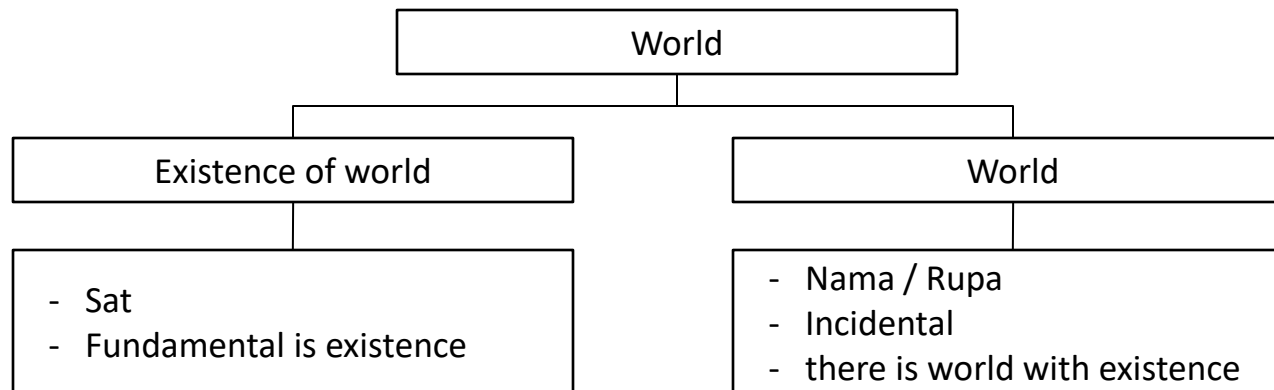 World
Existence of world
World
- Sat
- Fundamental is existence
- Nama / Rupa
- Incidental
- there is world with existence